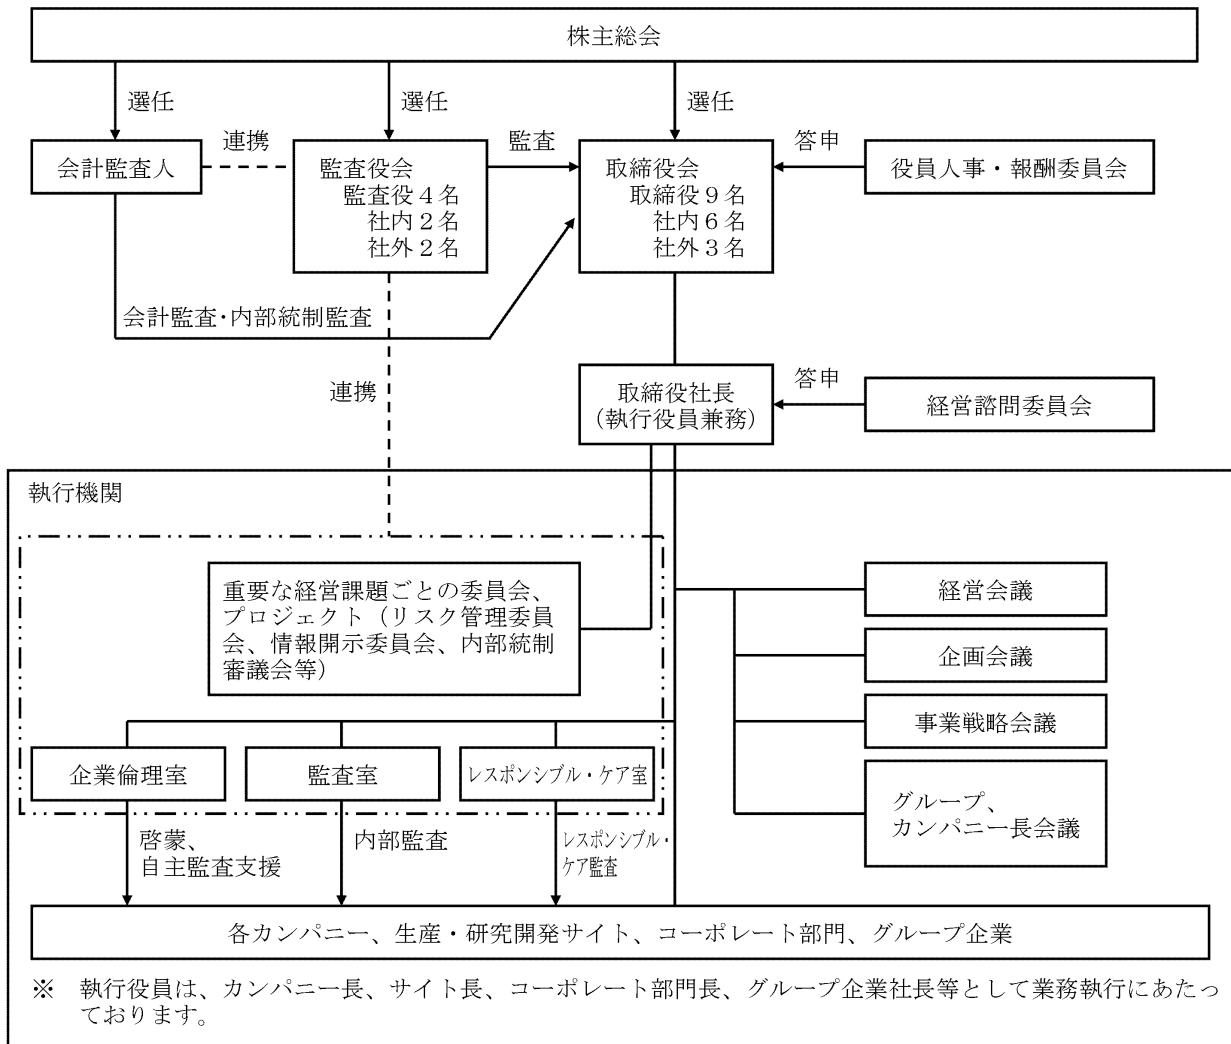 株主総会
選任
選任
選任
会計監査人
連携
監査役会
監査役4名
社内2名
社外2名
監査
取締役会
取締役9名
社内6名
社外3名
答申
役員人事・報酬委員会
会計監査・内部統制監査
連携
取締役社長
（執行役員兼務）
答申
経営諮問委員会
執行機関
重要な経営課題ごとの委員会、
プロジェクト（リスク管理委員
会、情報開示委員会、内部統制
審議会等）
経営会議
企画会議
事業戦略会議
グループ、
カンパニー長会議
企業倫理室
監査室
レスポンシブル・ケア室
啓蒙、
自主監査支援
内部監査
レスポンシブル・
ケア監査
各カンパニー、生産・研究開発サイト、コーポレート部門、グループ企業
※　執行役員は、カンパニー長、サイト長、コーポレート部門長、グループ企業社長等として業務執行にあたっ
ております。